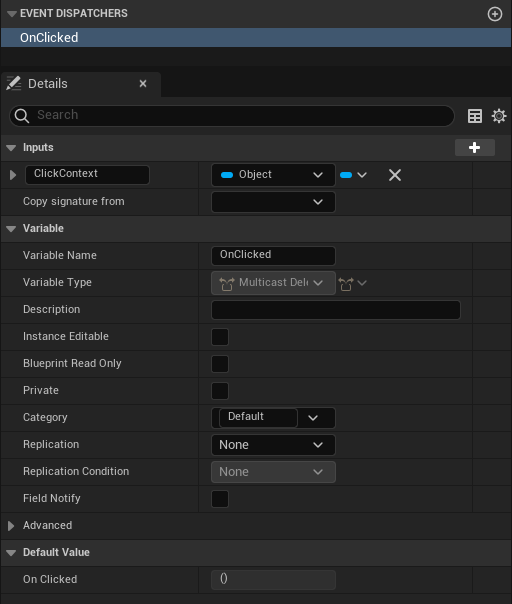 EVENT DISPATCHERS
OnClicked
Details
Search
Inputs
ClickContext Object
Copy signature from
Variable
Variable Name OnClicked
Variable Type Multicast Dele
Description
Instance Editable
Blueprint Read Only
Private
Category Default
Replication None
Replication Condition None
Field Notify
Advanced
Default Value
On Clicked ()